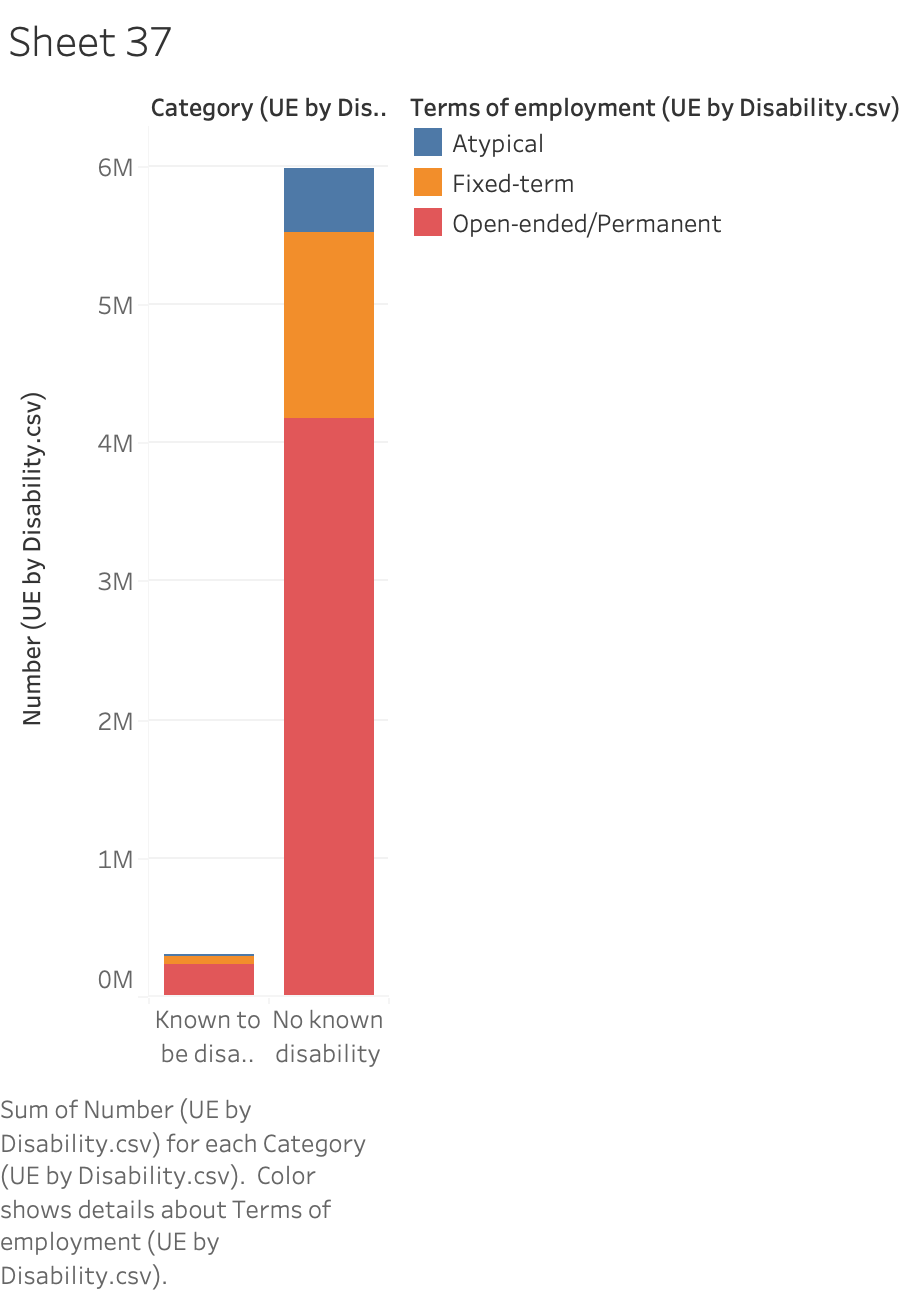 Sheet 37
Category (UE by Dis..
Terms of employment (UE by Disability.csv)
Atypical
Fixed-term
Open-ended/Permanent
Number (UE by Disability.csv)
6M
5M
4M
3M
2M
1M
0M
Known to
be disa..
No known
disability
Sum of Number (UE by
Disability.csv) for each Category
(UE by Disability.csv).  Color
shows details about Terms of
employment (UE by
Disability.csv).